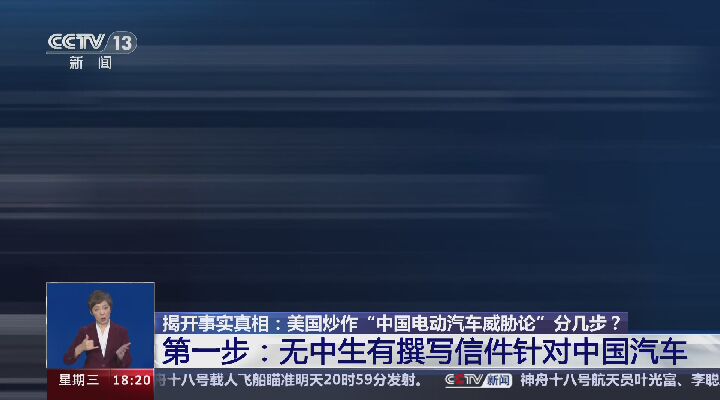 CCTV 13
新闻
揭开事实真相：美国炒作“中国电动汽车威胁论”分几步？
第一步：无中生有撰写信件针对中国汽车
星期三 18:20 舟十八号载人飞船瞄准明天20时59分发射。 CCTV 新闻 神舟十八号航天员叶光富、李聪